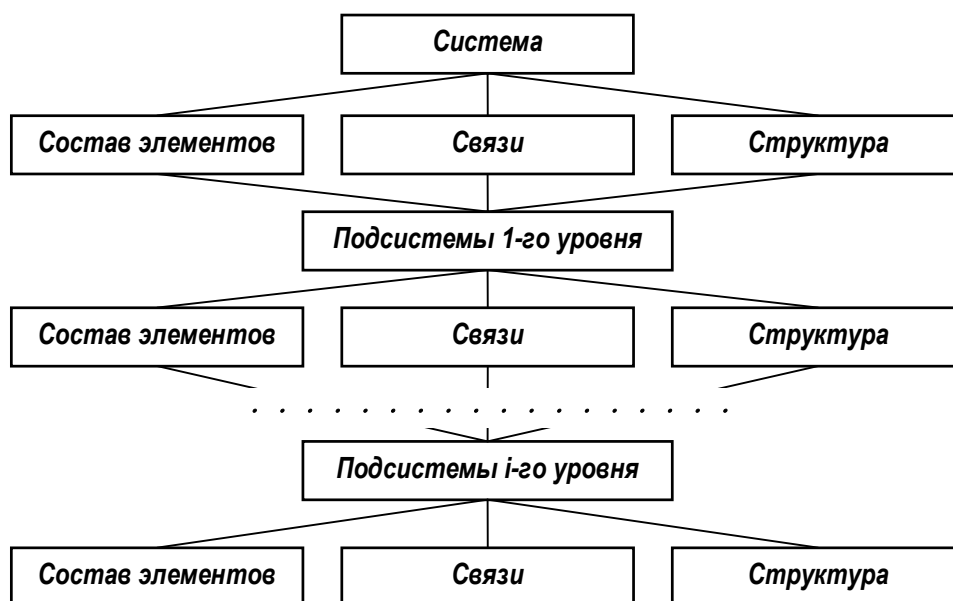 Система
Состав элементов Связи Структура
Подсистемы 1-го уровня
Состав элементов Связи Структура
. . . . . . . . . . . . . . . . . .
Подсистемы i-го уровня
Состав элементов Связи Структура